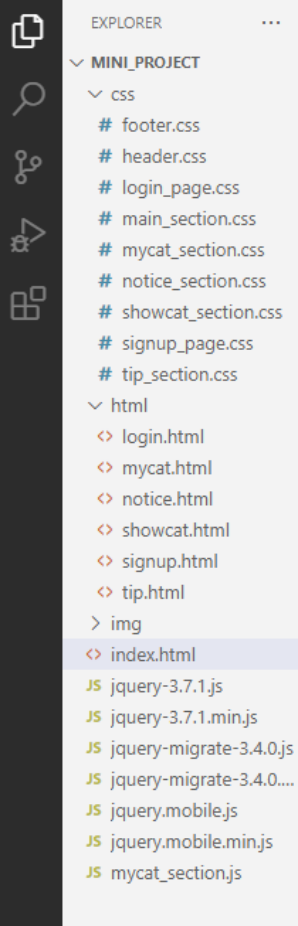 EXPLORER ...
MINI_PROJECT
css
# footer.css
# header.css
# login_page.css
# main_section.css
# mycat_section.css
# notice_section.css
# showcat_section.css
# signup_page.css
# tip_section.css
html
<> login.html
<> mycat.html
<> notice.html
<> showcat.html
<> signup.html
<> tip.html
img
<> index.html
JS jquery-3.7.1.js
JS jquery-3.7.1.min.js
JS jquery-migrate-3.4.0.js
JS jquery-migrate-3.4.0....
JS jquery.mobile.js
JS jquery.mobile.min.js
JS mycat_section.js